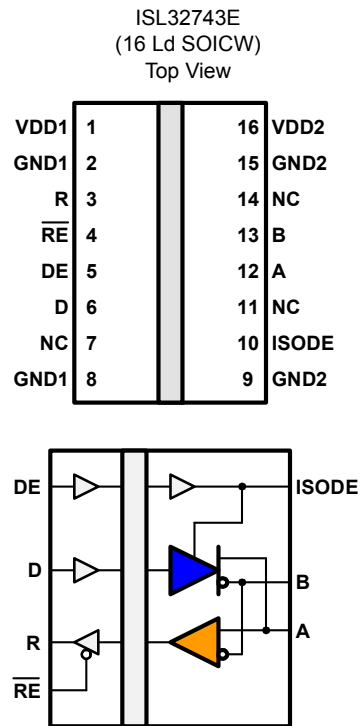 ISL32743E
(16 Ld SOICW)
Top View
VDD1 1 16 VDD2
GND1 2 15 GND2
R 3 14 NC
RE 4 13 B
DE 5 12 A
D 6 11 NC
NC 7 10 ISODE
GND1 8 9 GND2
DE ISODE
D B
R A
RE